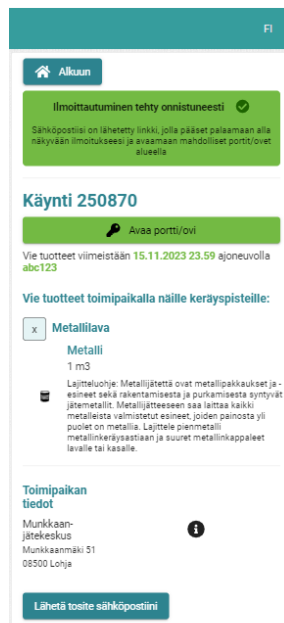 FI
Alkuun
Ilmoittautuminen tehty onnistuneesti
Sähköpostiisi on lähetetty linkki, jolla pääset palaamaan alla
näkyvään ilmoitukseesi ja avaamaan mahdolliset portit/ovet
alueella
Käynti 250870
Avaa portti/ovi
Vie tuotteet viimeistään 15.11.2023 23.59 ajoneuvolla
abc123
Vie tuotteet toimipaikalla näille keräyspisteille:
x Metallilava
Metalli
1 m3
Lajitteluohje: Metallijätettä ovat metallipakkaukset ja -
esineet sekä rakentamisesta ja purkamisesta syntyvät
jätemetallit. Metallijätteeseen saa laittaa kaikki
metalleista valmistetut esineet, joiden painosta yli
puolet on metallia. Lajittele pienmetalli
metallinkeräysastiaan ja suuret metallinkappaleet
lavalle tai kasalle.
Toimipaikan
tiedot
Munkkaan-
jätekeskus
Munkkaanmäki 51
08500 Lohja
Lähetä tosite sähköpostiini